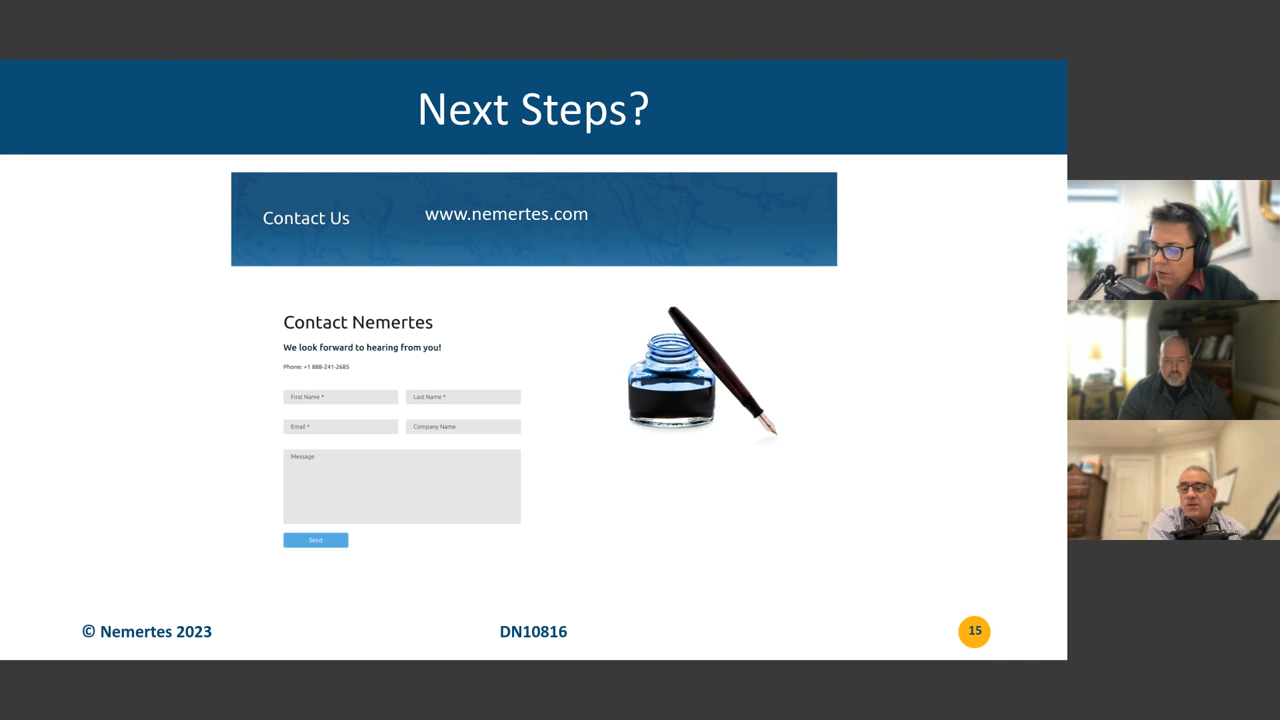 Next Steps?
Contact Us
www.nemertes.com
Contact Nemertes
We look forward to hearing from you!
Phone: +1 888-241-2685
First Name *
Last Name *
Email *
Company Name
Message
Send
© Nemertes 2023
DN10816
15